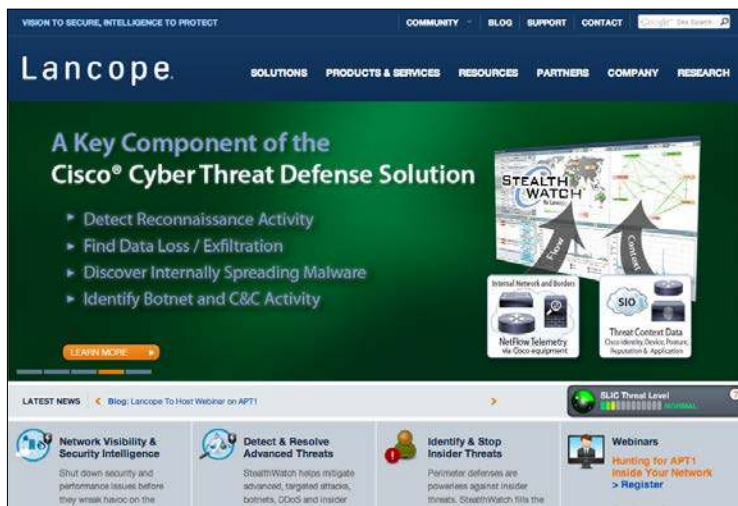 VISION TO SECURE, INTELLIGENCE TO PROTECT
COMMUNITY BLOG SUPPORT CONTACT
Lancope
SOLUTIONS PRODUCTS & SERVICES RESOURCES PARTNERS COMPANY RESEARCH
A Key Component of the
Cisco® Cyber Threat Defense Solution
Detect Reconnaissance Activity
Find Data Loss / Exfiltration
Discover Internally Spreading Malware
Identify Botnet and C&C Activity
LEARN MORE
STEALTH
WATCH
Flow
Context
Internal Network and Borders
NetFlow Telemetry
via Cisco equipment
SIO
Threat Context Data
Cisco Identity, Device, Posture,
Reputation & Application
LATEST NEWS Blog: Lancope To Host Webinar on APT1
SLIC Threat Level
NORMAL
Network Visibility &
Security Intelligence
Shut down security and
performance issues before
they wreak havoc on the
Detect & Resolve
Advanced Threats
StealthWatch helps mitigate
advanced, targeted attacks,
botnets, DDoS and insider
Identify & Stop
Insider Threats
Perimeter defenses are
powerless against insider
threats. StealthWatch fills the
Webinars
Hunting for APT1
Inside Your Network
> Register